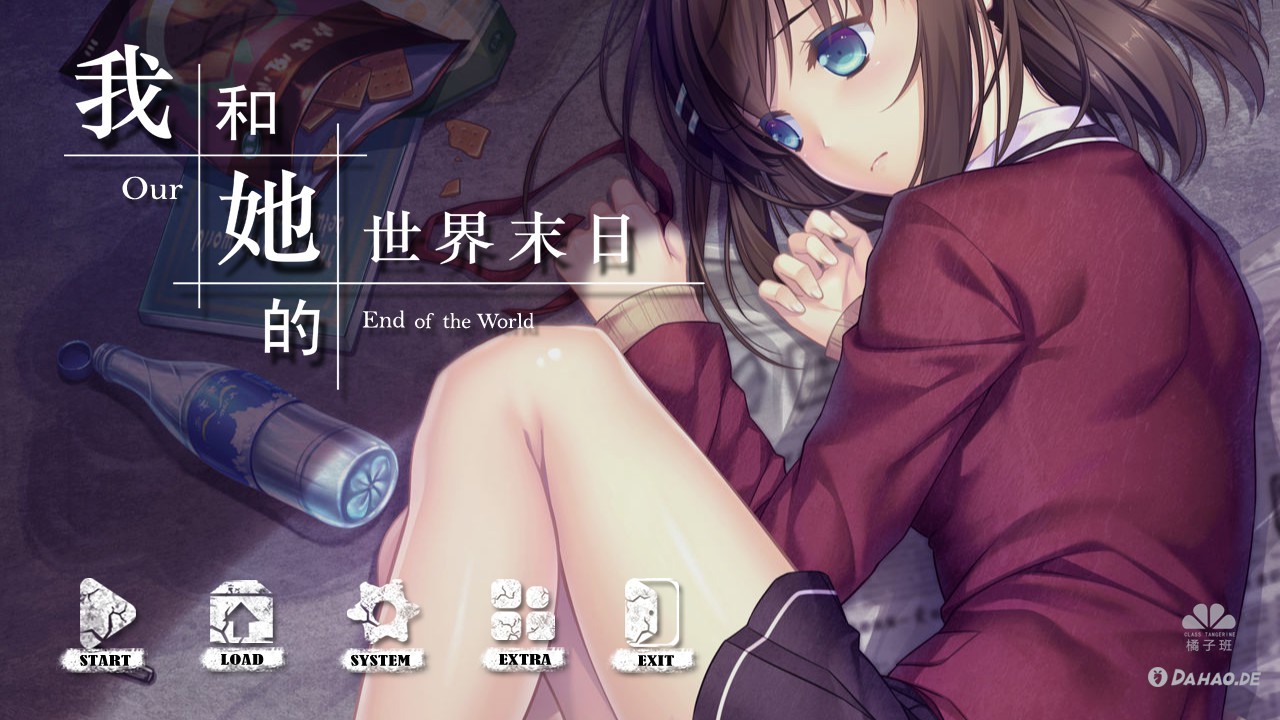 我和她的世界末日
Our End of the World
START
LOAD
SYSTEM
EXTRA
EXIT
CLASS TANGERINE
橘子班
DAHAO.DE